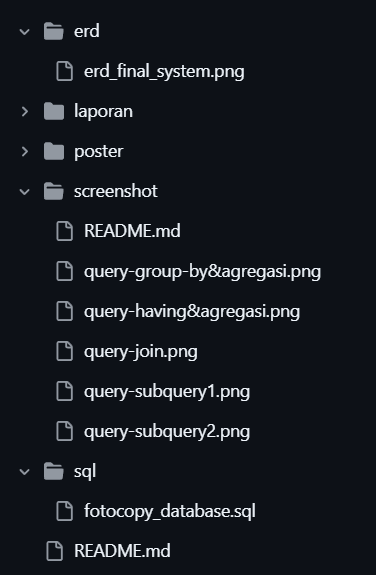 erd
erd_final_system.png
laporan
poster
screenshot
README.md
query-group-by&agregasi.png
query-having&agregasi.png
query-join.png
query-subquery1.png
query-subquery2.png
sql
fotocopy_database.sql
README.md